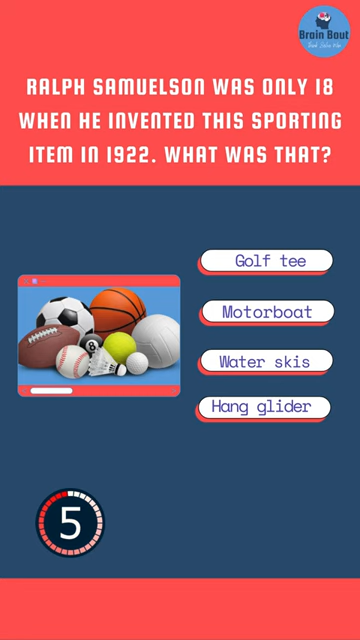 Brain Bout
RALPH SAMUELSON WAS ONLY 18
WHEN HE INVENTED THIS SPORTING
ITEM IN 1922. WHAT WAS THAT?
Golf tee
Motorboat
Water skis
Hang glider
8
5